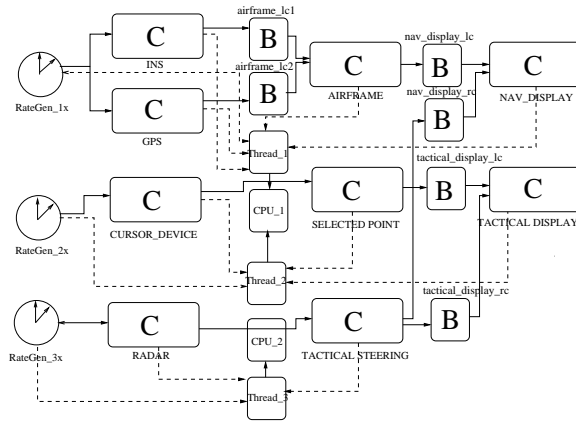 airframe_lc1
C
B
nav_display_lc
INS
airframe_lc2
C
B
C
RateGen_1x
B
AIRFRAME
nav_display_rc
NAV_DISPLAY
C
B
GPS
Thread_1
tactical_display_lc
C
CPU_1
C
B
C
RateGen_2x
CURSOR_DEVICE
SELECTED POINT
TACTICAL DISPLAY
Thread_2
tactical_display_rc
C
CPU_2
C
B
RateGen_3x
RADAR
TACTICAL STEERING
Thread_3